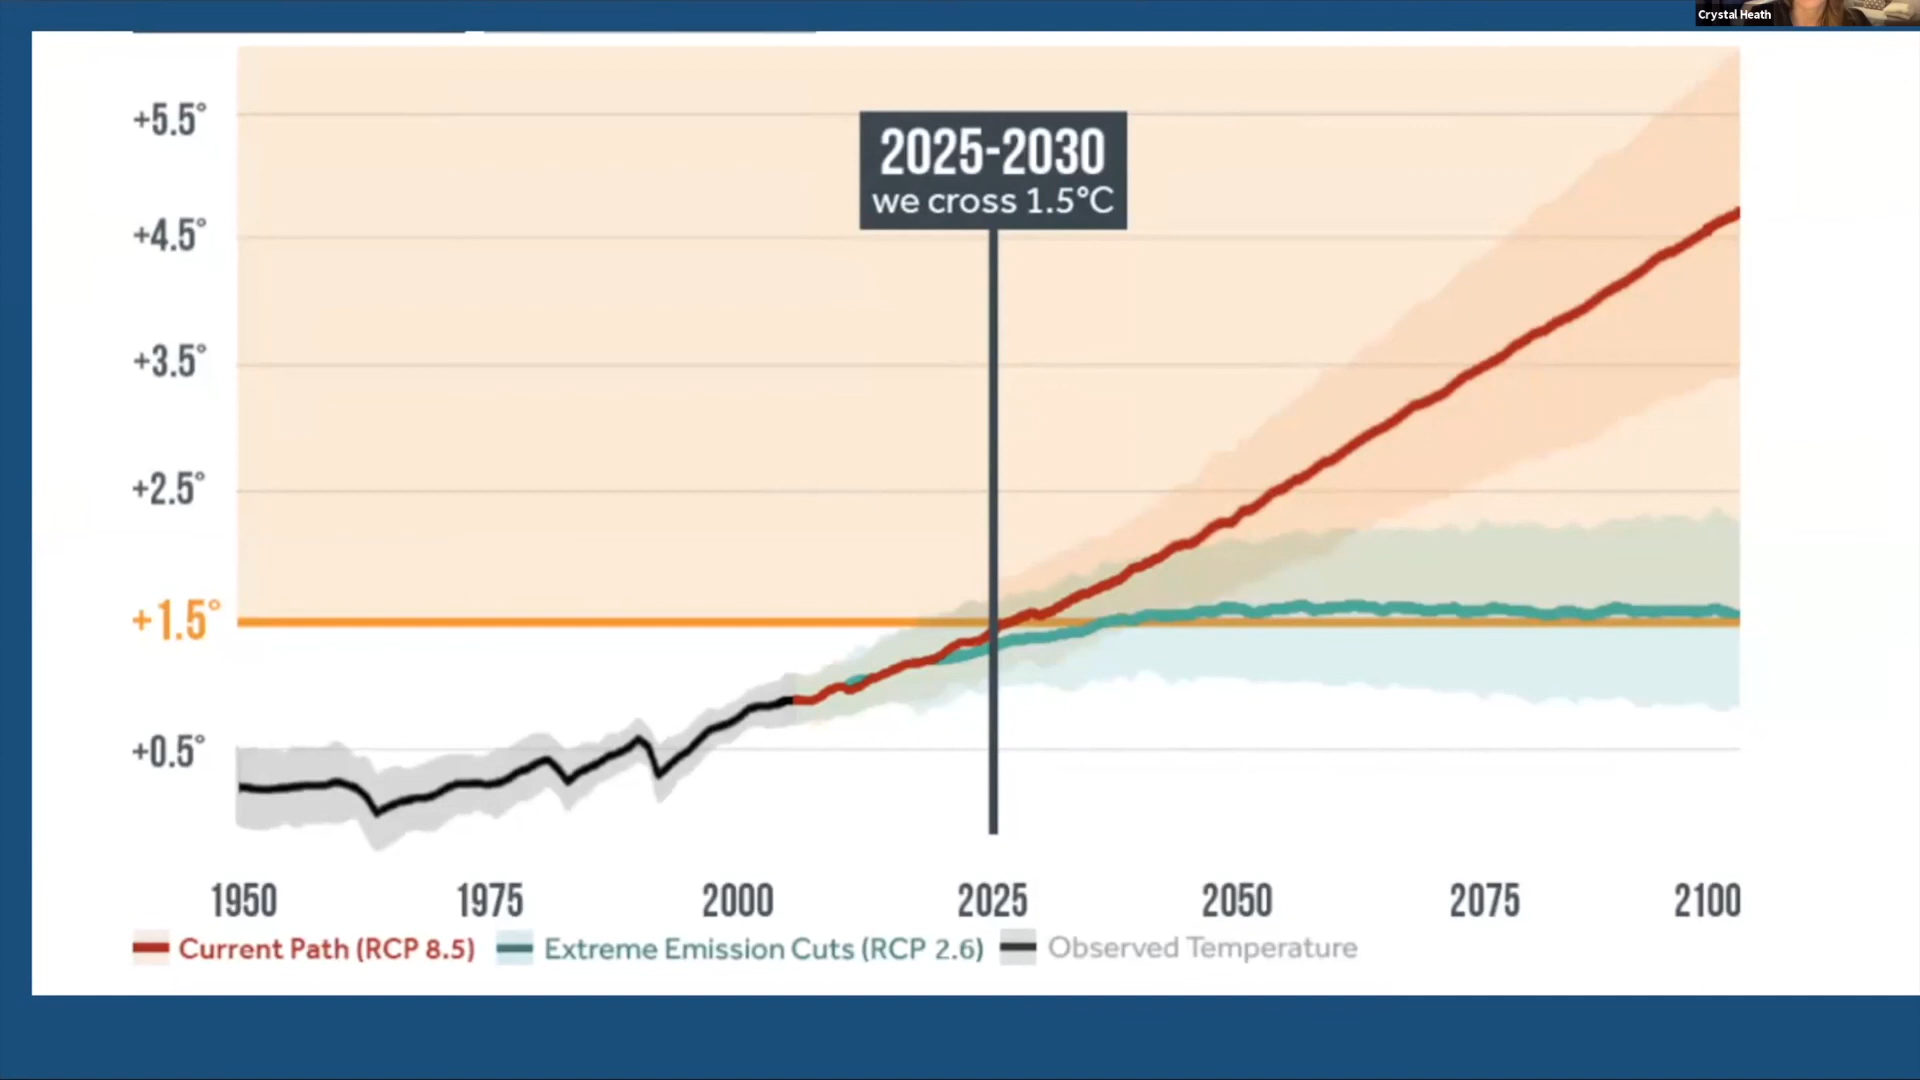 Crystal Heath
+5.5°
2025-2030
we cross 1.5°C
+4.5°
+3.5°
+2.5°
+1.5°
+0.5°
1950 1975 2000 2025 2050 2075 2100
Current Path (RCP 8.5) Extreme Emission Cuts (RCP 2.6) Observed Temperature